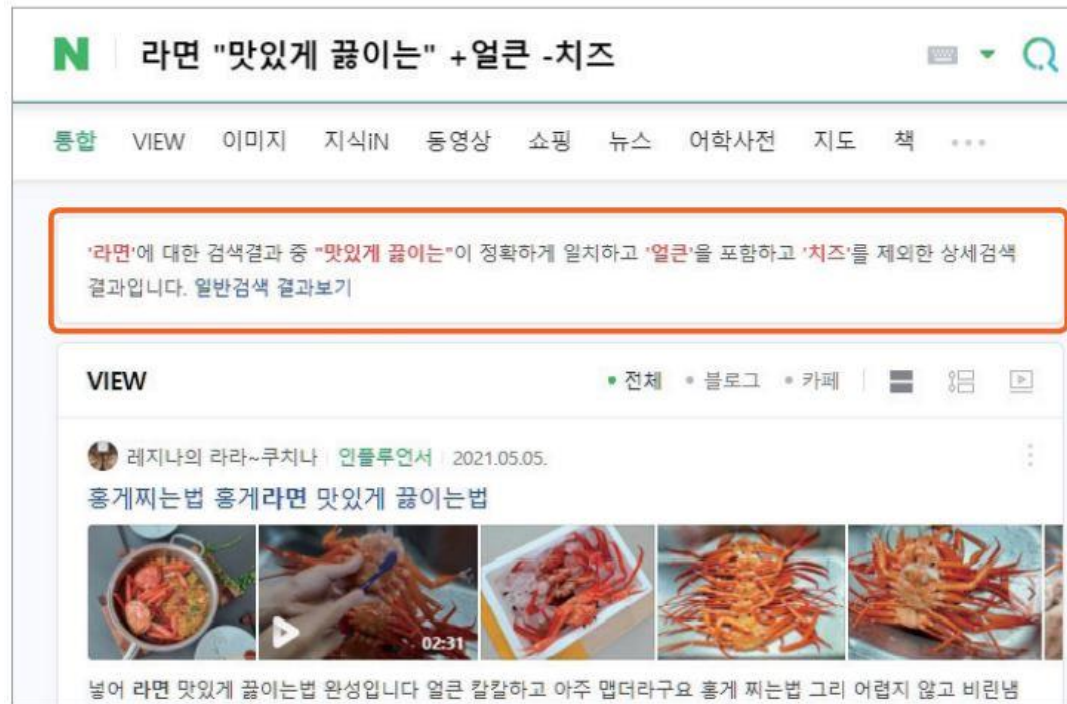 N 라면 "맛있게 끓이는" +얼큰 -치즈
통합 VIEW 이미지 지식iN 동영상 쇼핑 뉴스 어학사전 지도 책
'라면'에 대한 검색결과 중 "맛있게 끓이는"이 정확하게 일치하고 '얼큰'을 포함하고 '치즈'를 제외한 상세검색
결과입니다. 일반검색 결과보기
VIEW 전체 블로그 카페
레지나의 라라~쿠치나 인플루언서 2021.05.05.
홍게찌는법 홍게라면 맛있게 끓이는법
02:31
넣어 라면 맛있게 끓이는법 완성입니다 얼큰 칼칼하고 아주 맵더라구요 홍게 찌는법 그리 어렵지 않고 비린냄